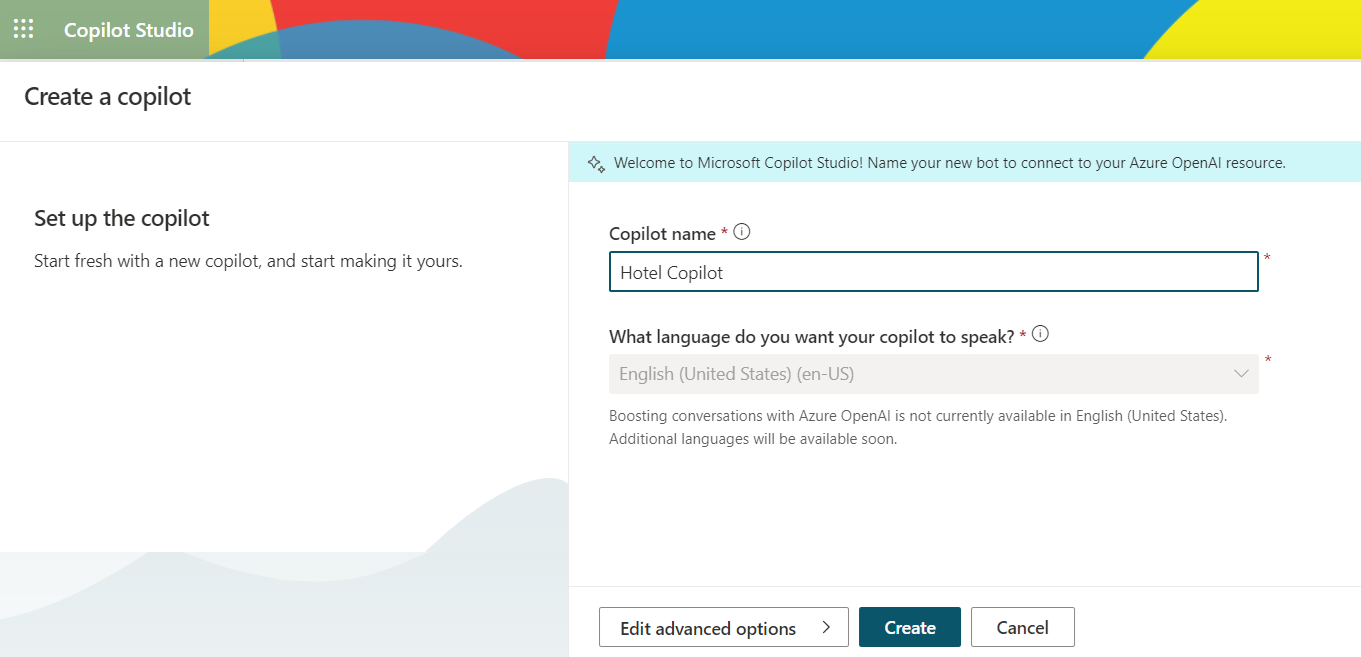 Copilot Studio
Create a copilot
Set up the copilot
Start fresh with a new copilot, and start making it yours.
Welcome to Microsoft Copilot Studio! Name your new bot to connect to your Azure OpenAI resource.
Copilot name *
Hotel Copilot
*
What language do you want your copilot to speak? *
English (United States) (en-US)
*
Boosting conversations with Azure OpenAI is not currently available in English (United States).
Additional languages will be available soon.
Edit advanced options
Create
Cancel